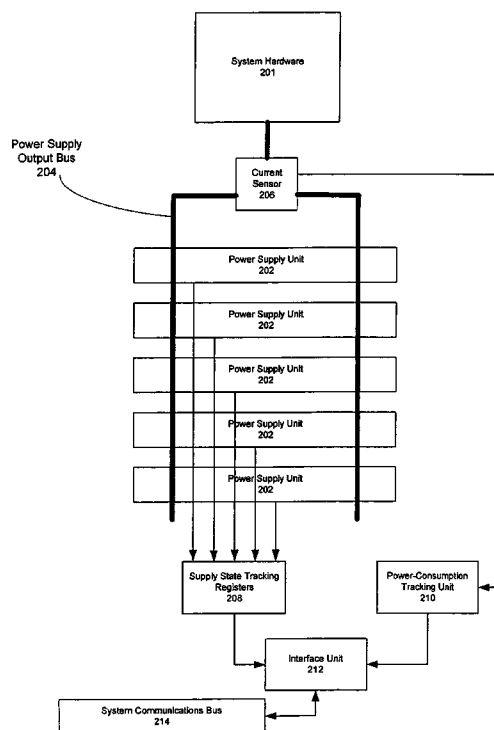 System Hardware
201
Power Supply
Output Bus
204
Current
Sensor
206
Power Supply Unit
202
Power Supply Unit
202
Power Supply Unit
202
Power Supply Unit
202
Power Supply Unit
202
Supply State Tracking
Registers
208
Power-Consumption
Tracking Unit
210
Interface Unit
212
System Communications Bus
214